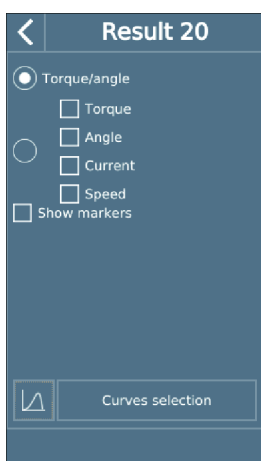 Result 20
Torque/angle
Torque
Angle
Current
Speed
Show markers
Curves selection